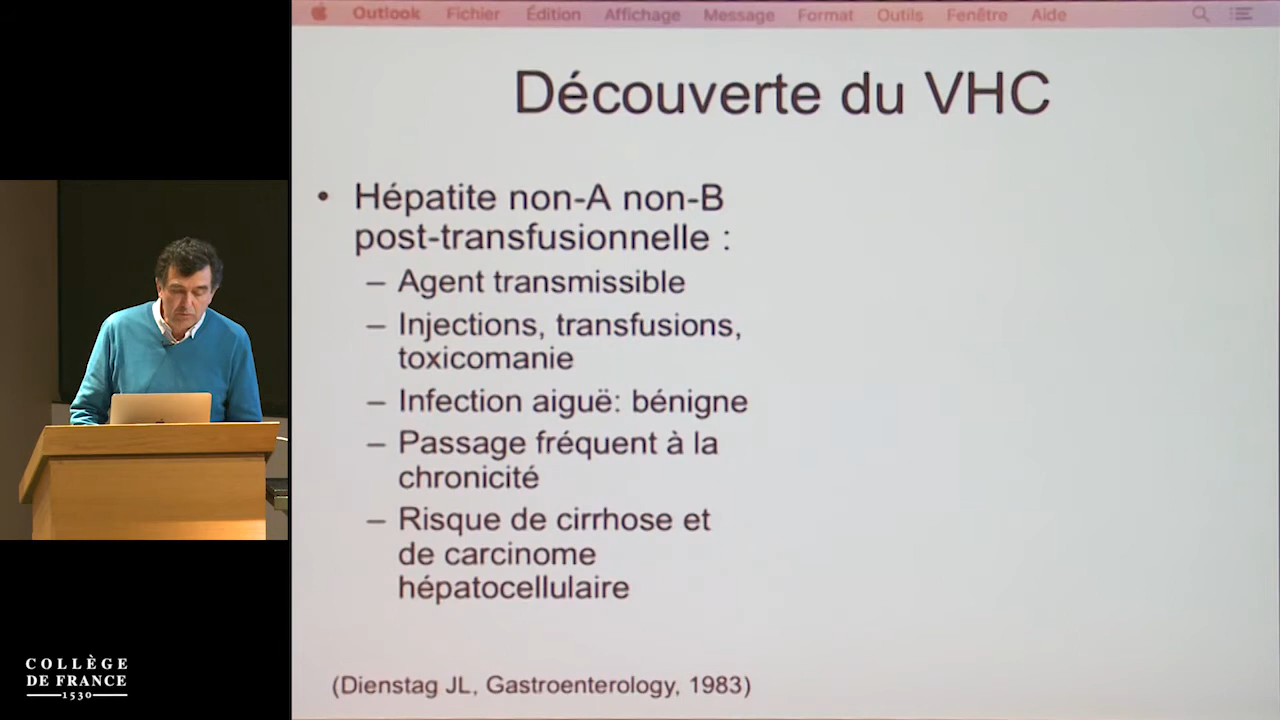 Outlook Fichier Édition Affichage Message Format Outils Fenêtre Aide
Découverte du VHC
• Hépatite non-A non-B
post-transfusionnelle :
– Agent transmissible
– Injections, transfusions,
toxicomanie
– Infection aiguë: bénigne
– Passage fréquent à la
chronicité
– Risque de cirrhose et
de carcinome
hépatocellulaire
(Dienstag JL, Gastroenterology, 1983)
COLLÈGE
DE FRANCE
1530